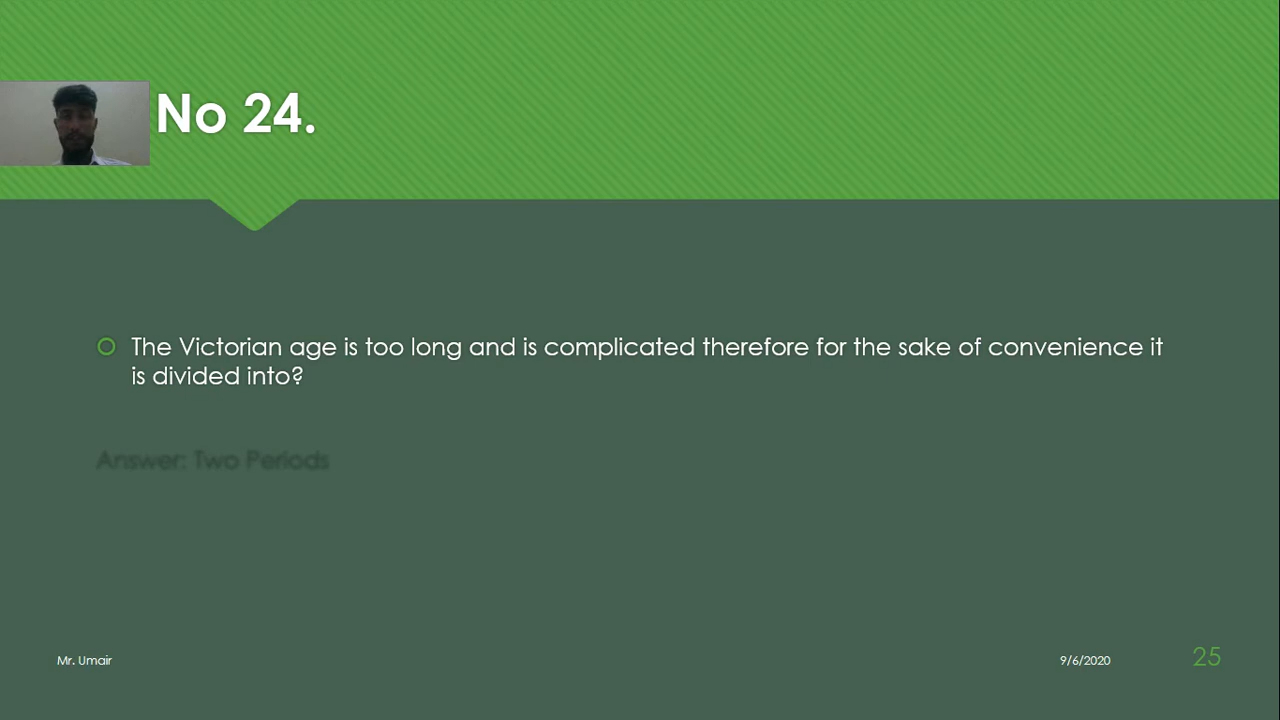 No 24.
The Victorian age is too long and is complicated therefore for the sake of convenience it
is divided into?
Answer: Two Periods
Mr. Umair
9/6/2020
25